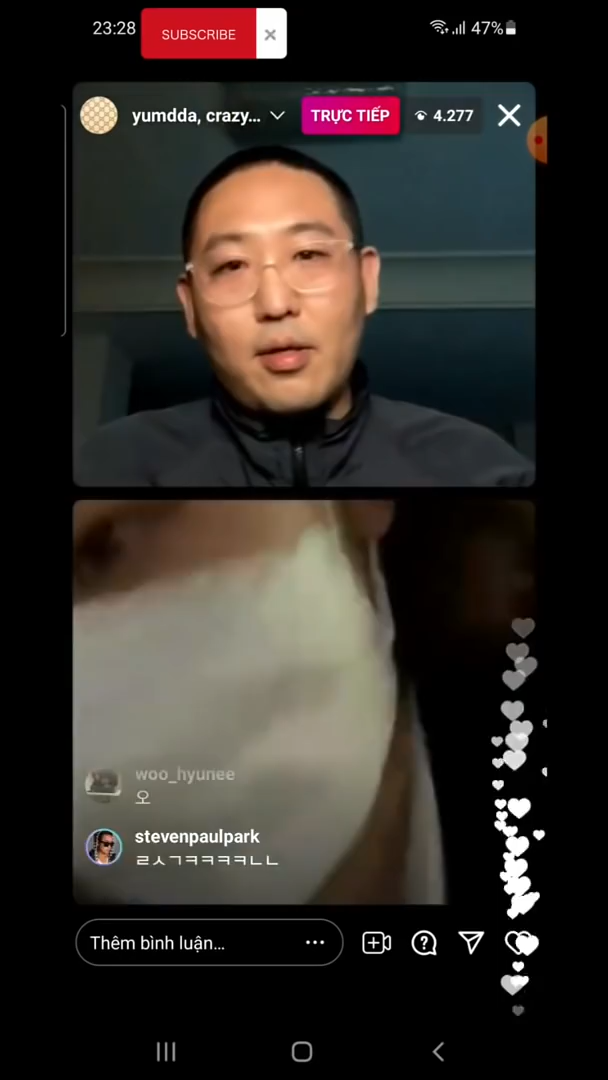 23:28
SUBSCRIBE
47%
yumdda, crazy...
TRỰC TIẾP
4.277
woo_hyunee
오
stevenpaulpark
ㄹㅅㄱㅋㅋㅋㅋㄴㄴ
Thêm bình luận...